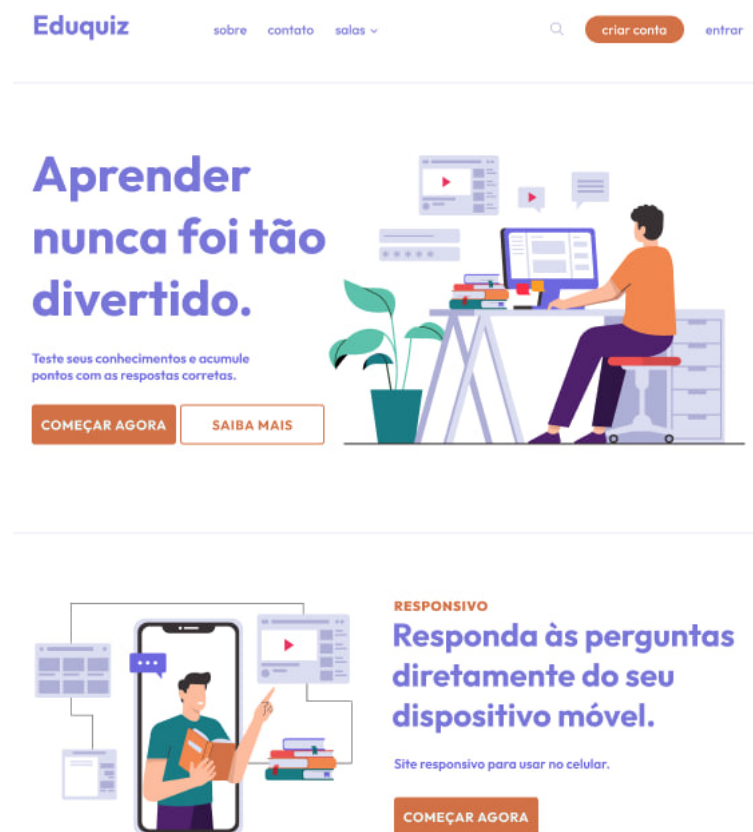 Eduquiz
sobre contato salas
criar conta
entrar
Aprender
nunca foi tão
divertido.
Teste seus conhecimentos e acumule
pontos com as respostas corretas.
COMEÇAR AGORA
SAIBA MAIS
RESPONSIVO
Responda às perguntas
diretamente do seu
dispositivo móvel.
Site responsivo para usar no celular.
COMEÇAR AGORA